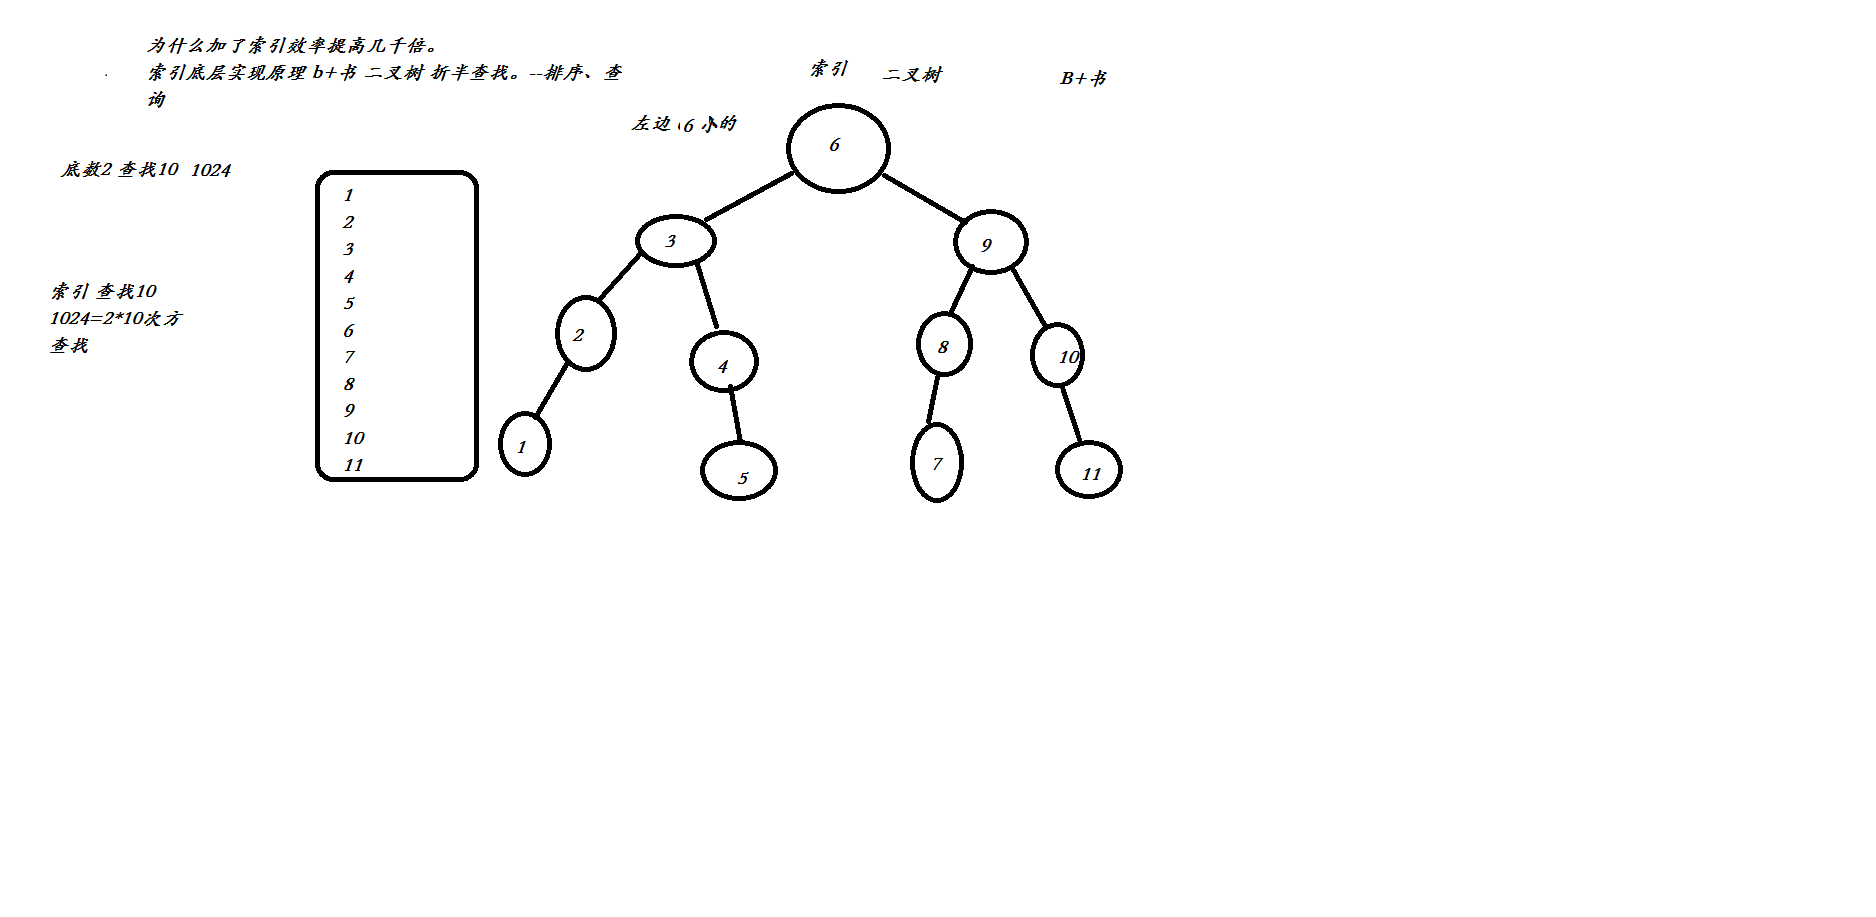 为什么加了索引效率提高几千倍。
索引底层实现原理 b+书 二叉树 折半查找。--排序、查
询
索引
二叉树
B+书
左边 6 小的
底数2 查找10 1024
索引 查找10
1024=2*10次方
查找
1
2
3
4
5
6
7
8
9
10
11
6
3
9
2
4
8
10
1
5
7
11